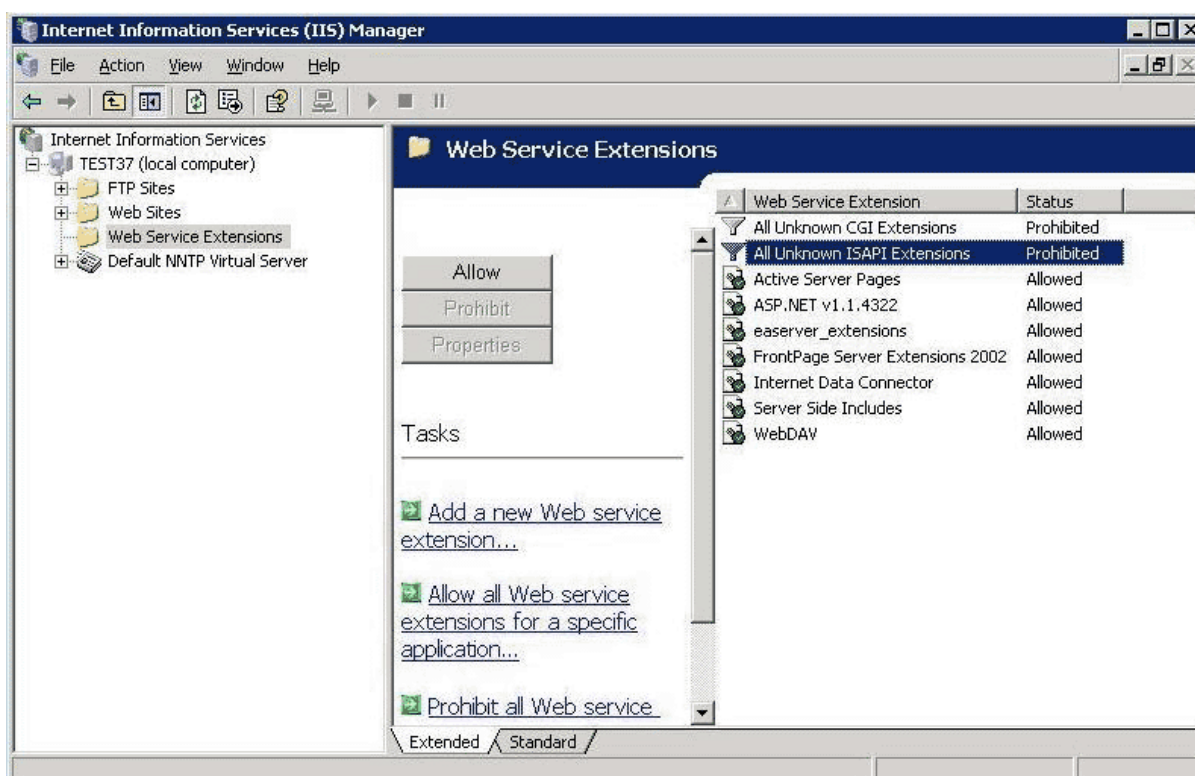 Internet Information Services (IIS) Manager
File Action View Window Help
Internet Information Services
TEST37 (local computer)
FTP Sites
Web Sites
Web Service Extensions
Default NNTP Virtual Server
Web Service Extensions
Allow
Prohibit
Properties
Tasks
Add a new Web service
extension...
Allow all Web service
extensions for a specific
application...
Prohibit all Web service
Web Service Extension Status
All Unknown CGI Extensions Prohibited
All Unknown ISAPI Extensions Prohibited
Active Server Pages Allowed
ASP.NET v1.1.4322 Allowed
easerver_extensions Allowed
FrontPage Server Extensions 2002 Allowed
Internet Data Connector Allowed
Server Side Includes Allowed
WebDAV Allowed
Extended Standard